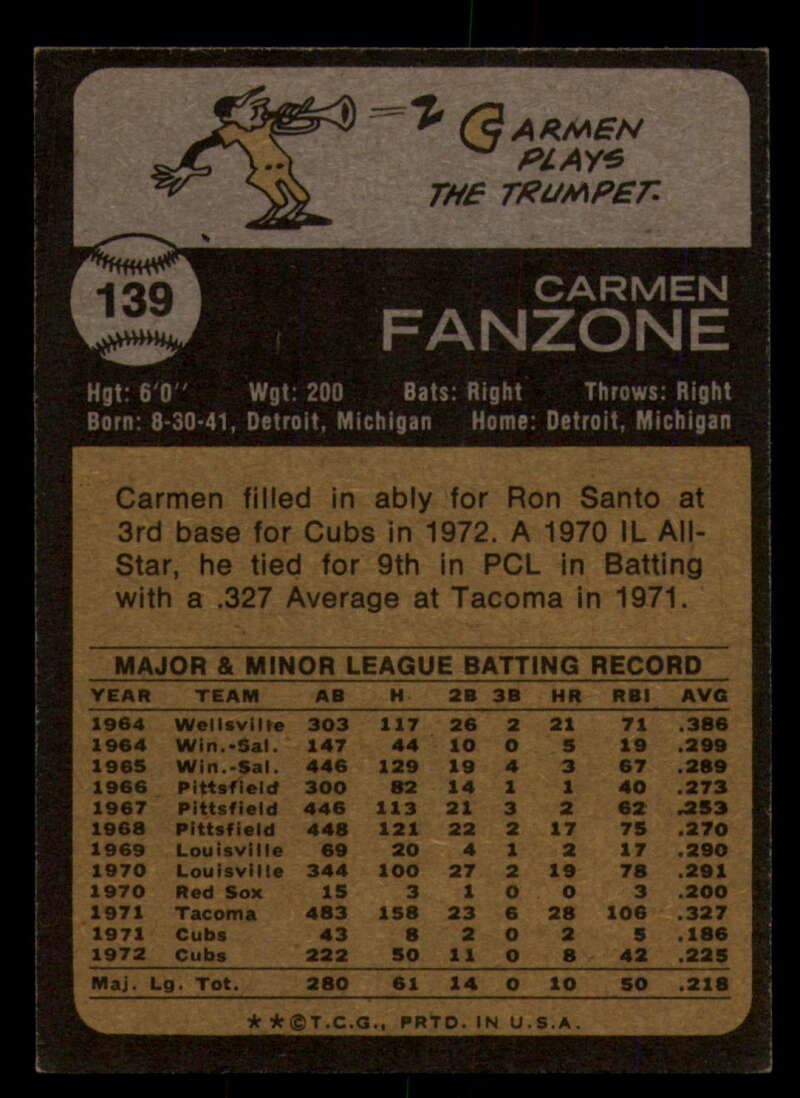 CARMEN
PLAYS
THE TRUMPET.
139
CARMEN
FANZONE
Hgt: 6'0" Wgt: 200 Bats: Right Throws: Right
Born: 8-30-41, Detroit, Michigan Home: Detroit, Michigan
Carmen filled in ably for Ron Santo at
3rd base for Cubs in 1972. A 1970 IL All-
Star, he tied for 9th in PCL in Batting
with a .327 Average at Tacoma in 1971.
MAJOR & MINOR LEAGUE BATTING RECORD
YEAR TEAM AB H 2B 3B HR RBI AVG
1964 Wellsville 303 117 26 2 21 71 .386
1964 Win.-Sal. 147 44 10 0 5 19 .299
1965 Win.-Sal. 446 129 19 4 3 67 .289
1966 Pittsfield 300 82 14 1 1 40 .273
1967 Pittsfield 446 113 21 3 2 62 .253
1968 Pittsfield 448 121 22 2 17 75 .270
1969 Louisville 69 20 4 1 2 17 .290
1970 Louisville 344 100 27 2 19 78 .291
1970 Red Sox 15 3 1 0 0 3 .200
1971 Tacoma 483 158 23 6 28 106 .327
1971 Cubs 43 8 2 0 2 5 .186
1972 Cubs 222 50 11 0 8 42 .225
Maj. Lg. Tot. 280 61 14 0 10 50 .218
★ ★ © T.C.G., PRTD. IN U.S.A.